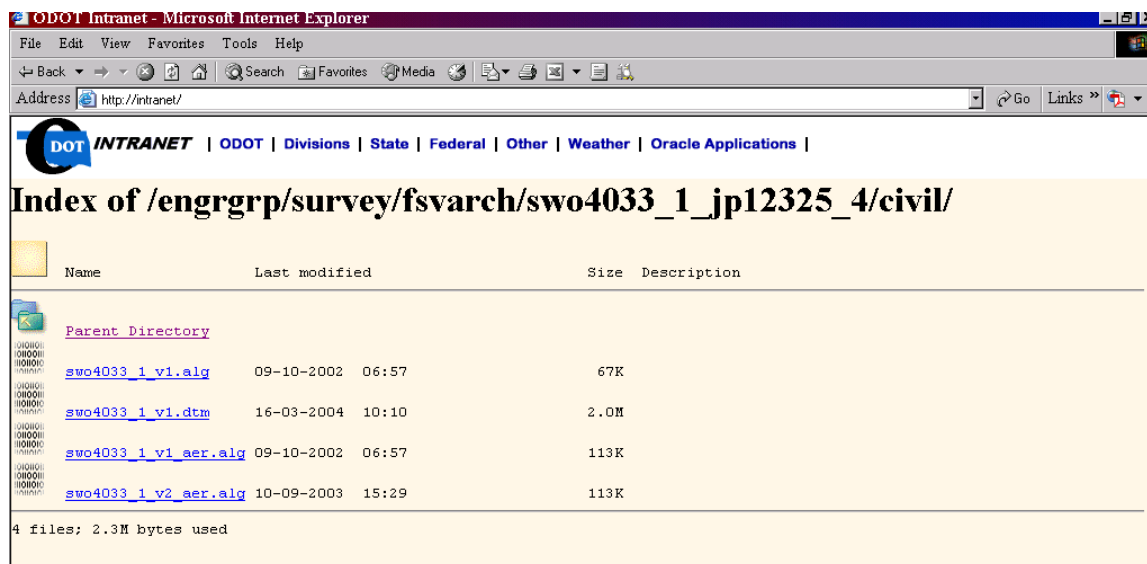 ODOT Intranet - Microsoft Internet Explorer
File Edit View Favorites Tools Help
Back Search Favorites Media
Address http://intranet/ Go Links »
DOT INTRANET | ODOT | Divisions | State | Federal | Other | Weather | Oracle Applications |
Index of /engrgrp/survey/fsvarch/swo4033_1_jp12325_4/civil/
Name Last modified Size Description
Parent Directory
swo4033_1_v1.alg 09-10-2002 06:57 67K
swo4033_1_v1.dtm 16-03-2004 10:10 2.0M
swo4033_1_v1_aer.alg 09-10-2002 06:57 113K
swo4033_1_v2_aer.alg 10-09-2003 15:29 113K
4 files; 2.3M bytes used